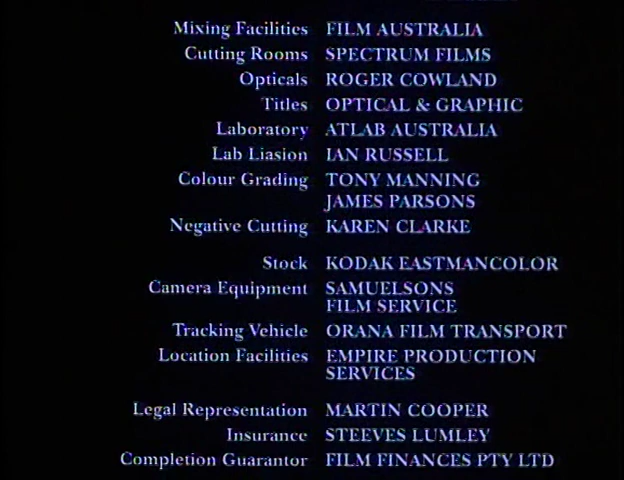 Mixing Facilities FILM AUSTRALIA
Cutting Rooms SPECTRUM FILMS
Opticals ROGER COWLAND
Titles OPTICAL & GRAPHIC
Laboratory ATLAB AUSTRALIA
Lab Liasion IAN RUSSELL
Colour Grading TONY MANNING
JAMES PARSONS
Negative Cutting KAREN CLARKE
Stock KODAK EASTMANCOLOR
Camera Equipment SAMUELSONS
FILM SERVICE
Tracking Vehicle ORANA FILM TRANSPORT
Location Facilities EMPIRE PRODUCTION
SERVICES
Legal Representation MARTIN COOPER
Insurance STEEVES LUMLEY
Completion Guarantor FILM FINANCES PTY LTD